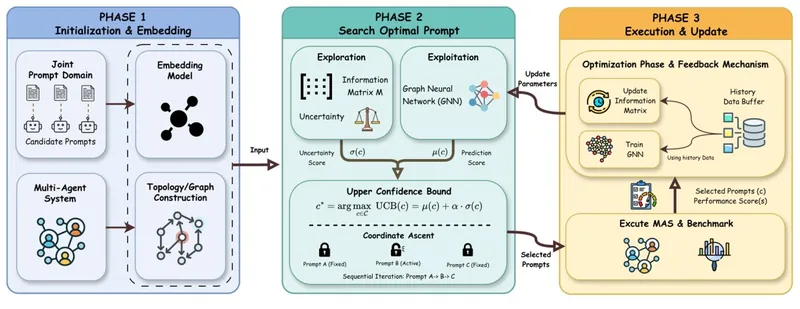 PHASE 1
Initialization & Embedding
Joint
Prompt Domain
Candidate Prompts
Embedding
Model
Multi-Agent
System
Topology/Graph
Construction
Input
PHASE 2
Search Optimal Prompt
Exploration
Information
Matrix M
Uncertainty
Exploitation
Graph Neural
Network (GNN)
Uncertainty
Score
σ(c)
μ(c)
Prediction
Score
Upper Confidence Bound
c* = arg max UCB(c) = μ(c) + α · σ(c)
c∈C
Coordinate Ascent
Prompt A (Fixed)
Prompt B (Active)
Prompt C (Fixed)
Sequential Iteration: Prompt A-> B-> C
Update
Parameters
Selected
Prompts
PHASE 3
Execution & Update
Optimization Phase & Feedback Mechanism
Update
Information
Matrix
Train
GNN
History
Data Buffer
Using history Data
Selected Prompts (c)
Performance Score(s)
Excute MAS & Benchmark